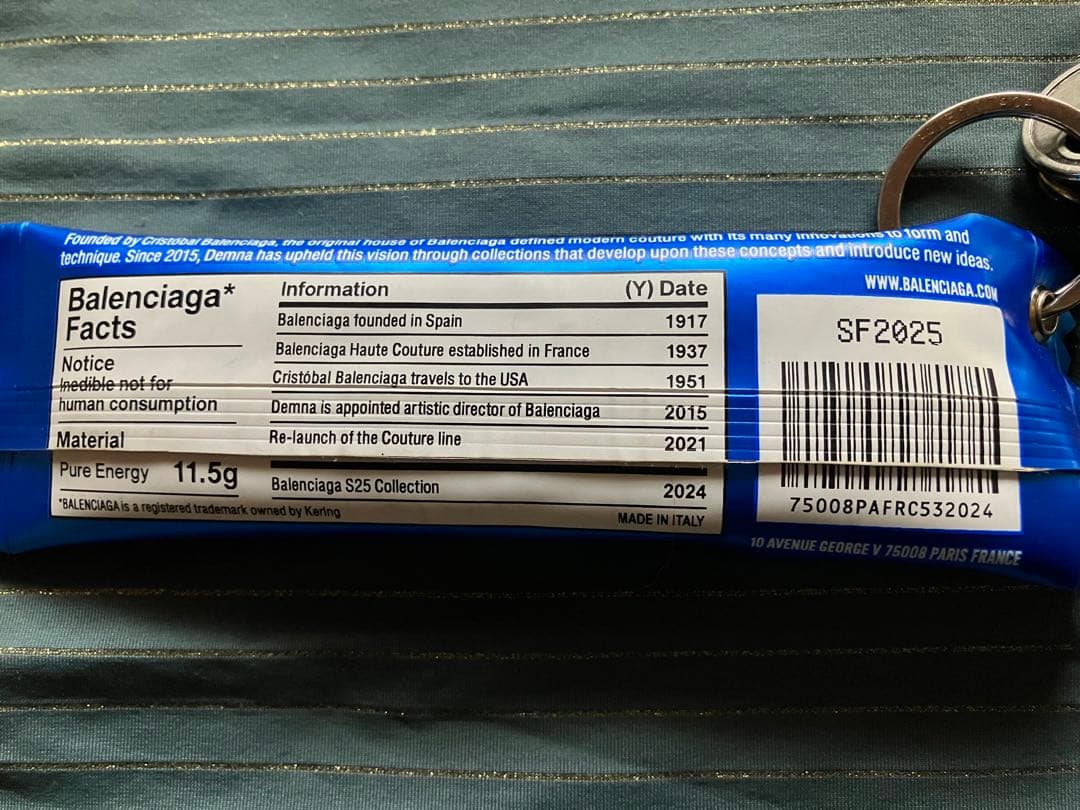 Founded by Cristóbal Balenciaga, the original house of Balenciaga defined modern couture with its many innovations to form and
technique. Since 2015, Demna has upheld this vision through collections that develop upon these concepts and introduce new ideas.
WWW.BALENCIAGA.COM
Balenciaga*
Facts
Notice
Inedible not for
human consumption
Material
Pure Energy 11.5g
*BALENCIAGA is a registered trademark owned by Kering
Information (Y) Date
Balenciaga founded in Spain 1917
Balenciaga Haute Couture established in France 1937
Cristóbal Balenciaga travels to the USA 1951
Demna is appointed artistic director of Balenciaga 2015
Re-launch of the Couture line 2021
Balenciaga S25 Collection 2024
MADE IN ITALY
SF2025
75008PAFRC532024
10 AVENUE GEORGE V 75008 PARIS FRANCE